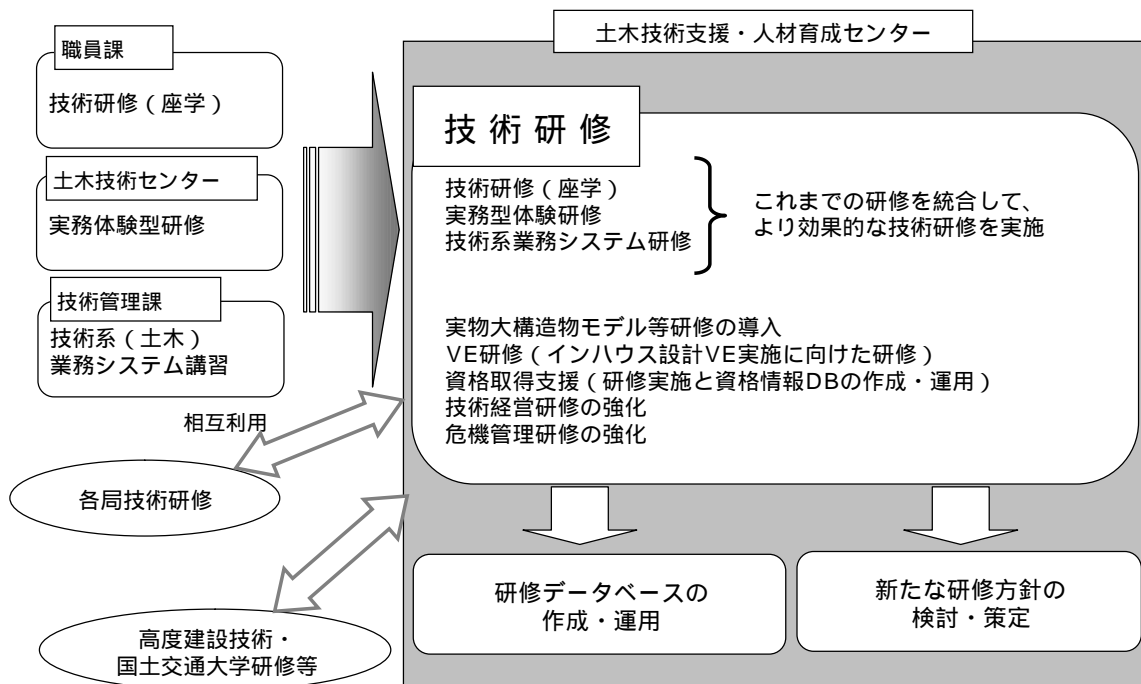 職員課
技術研修（座学）
土木技術センター
実務体験型研修
技術管理課
技術系（土木）
業務システム講習
相互利用
各局技術研修
高度建設技術・
国土交通大学研修等
土木技術支援・人材育成センター
技術研修
技術研修（座学）
実務型体験研修
技術系業務システム研修
これまでの研修を統合して、
より効果的な技術研修を実施
実物大構造物モデル等研修の導入
VE研修（インハウス設計VE実施に向けた研修）
資格取得支援（研修実施と資格情報DBの作成・運用）
技術経営研修の強化
危機管理研修の強化
研修データベースの
作成・運用
新たな研修方針の
検討・策定